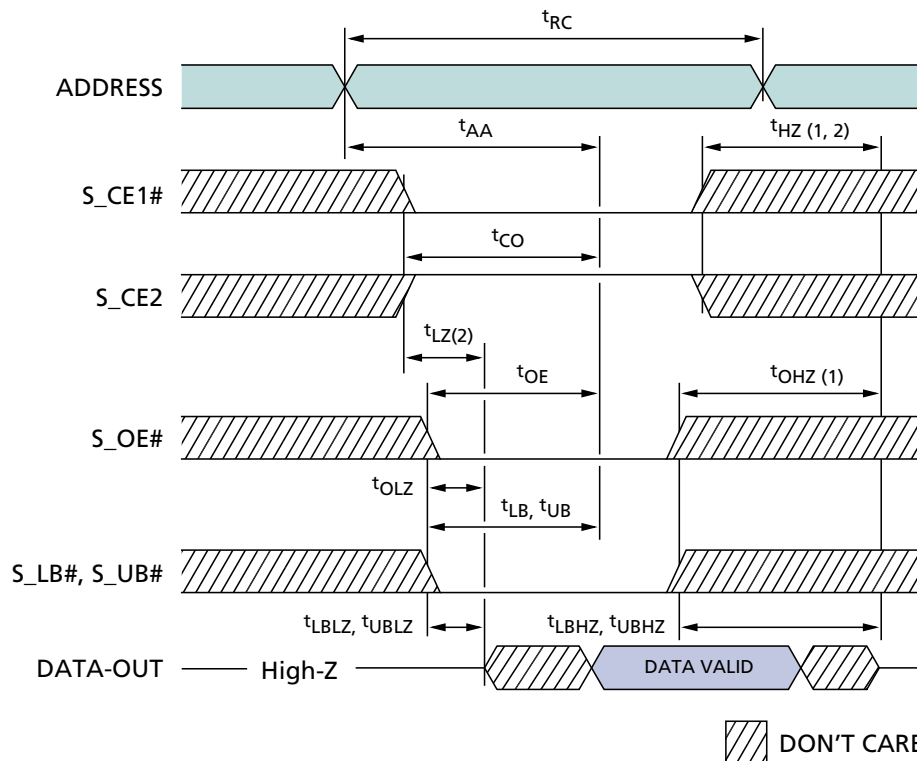 tRC
ADDRESS
tAA
tHZ (1, 2)
S_CE1#
tCO
S_CE2
tLZ(2)
tOE
tOHZ (1)
S_OE#
tOLZ
tLB, tUB
S_LB#, S_UB#
tLBLZ, tUBLZ
tLBHZ, tUBHZ
DATA-OUT
High-Z
DATA VALID
DON'T CARE